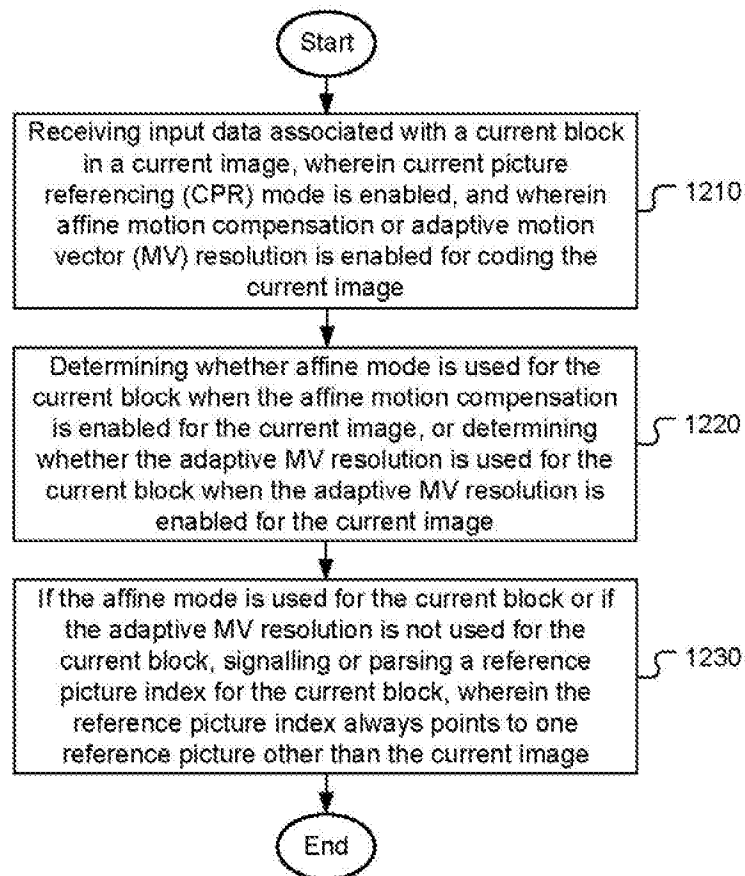 Start
Receiving input data associated with a current block
in a current image, wherein current picture
referencing (CPR) mode is enabled, and wherein
affine motion compensation or adaptive motion
vector (MV) resolution is enabled for coding the
current image
1210
Determining whether affine mode is used for the
current block when the affine motion compensation
is enabled for the current image, or determining
whether the adaptive MV resolution is used for the
current block when the adaptive MV resolution is
enabled for the current image
1220
If the affine mode is used for the current block or if
the adaptive MV resolution is not used for the
current block, signalling or parsing a reference
picture index for the current block, wherein the
reference picture index always points to one
reference picture other than the current image
1230
End